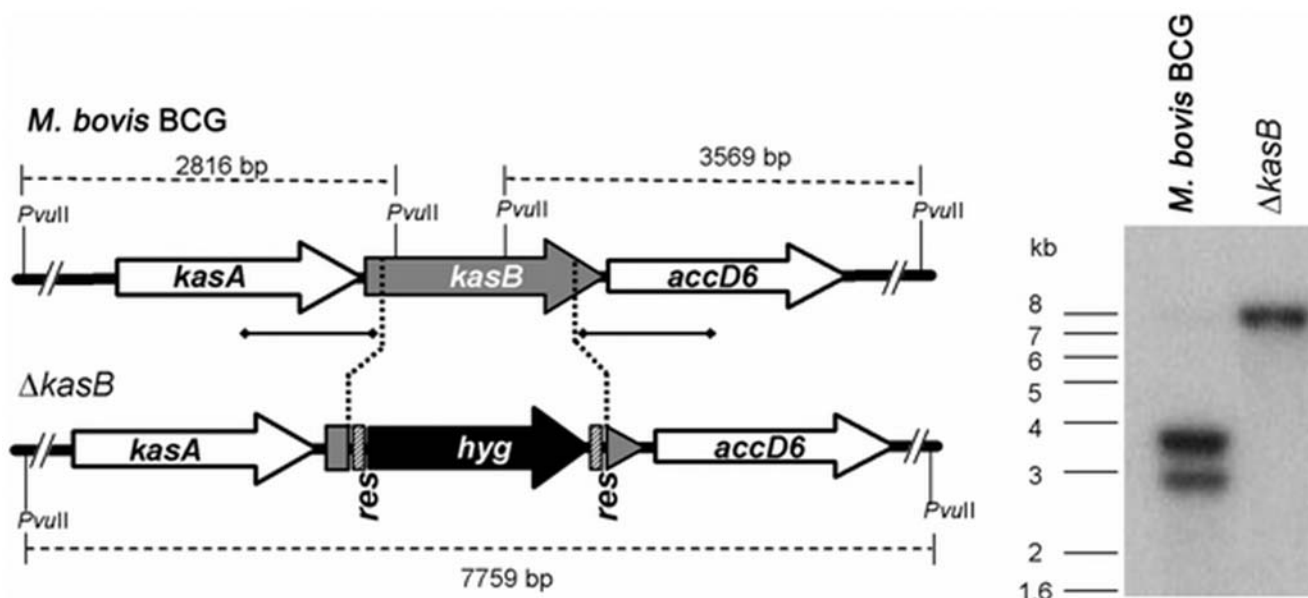 M. bovis BCG
2816 bp
3569 bp
PvuII
PvuII
PvuII
PvuII
kasA
kasB
accD6
ΔkasB
kasA
hyg
accD6
res
res
PvuII
PvuII
7759 bp
M. bovis BCG
ΔkasB
kb
8
7
6
5
4
3
2
1.6